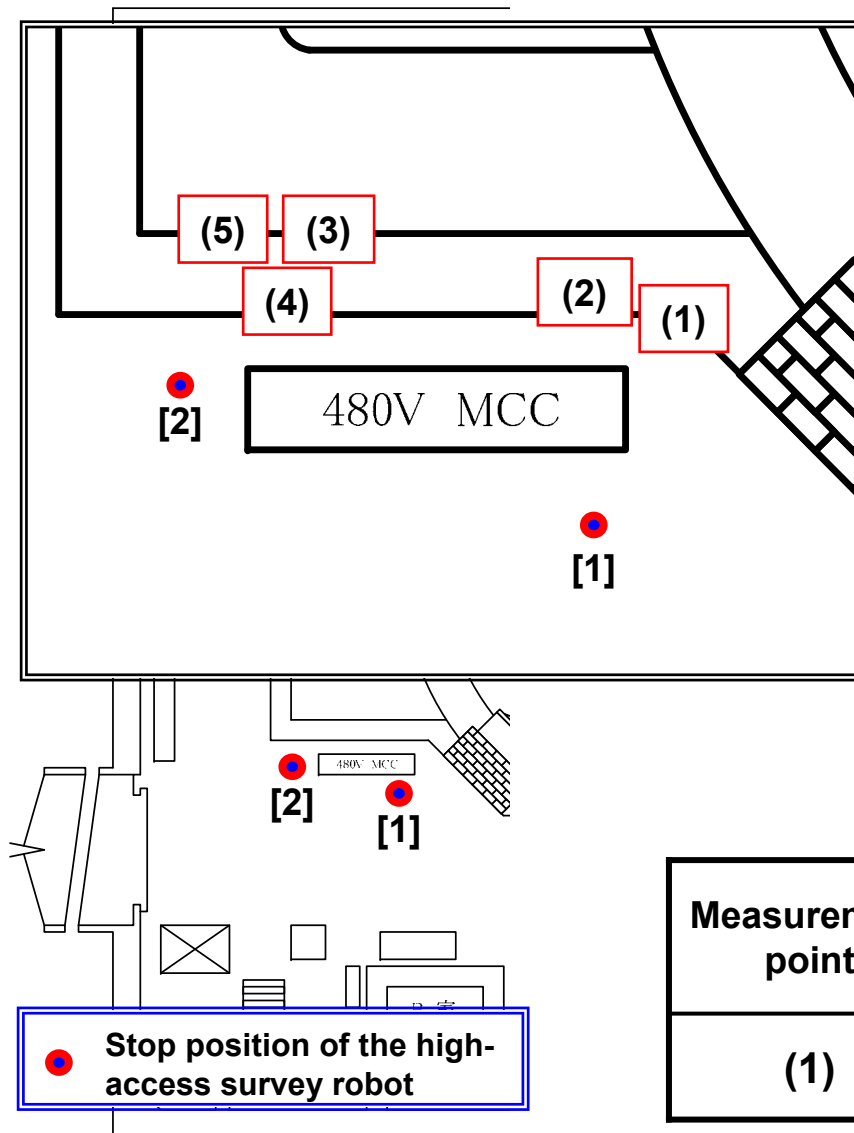 (5)
(3)
(4)
(2)
(1)
[2]
480V MCC
[1]
480V MCC
[2]
[1]
Stop position of the high-
access survey robot
point
(1)